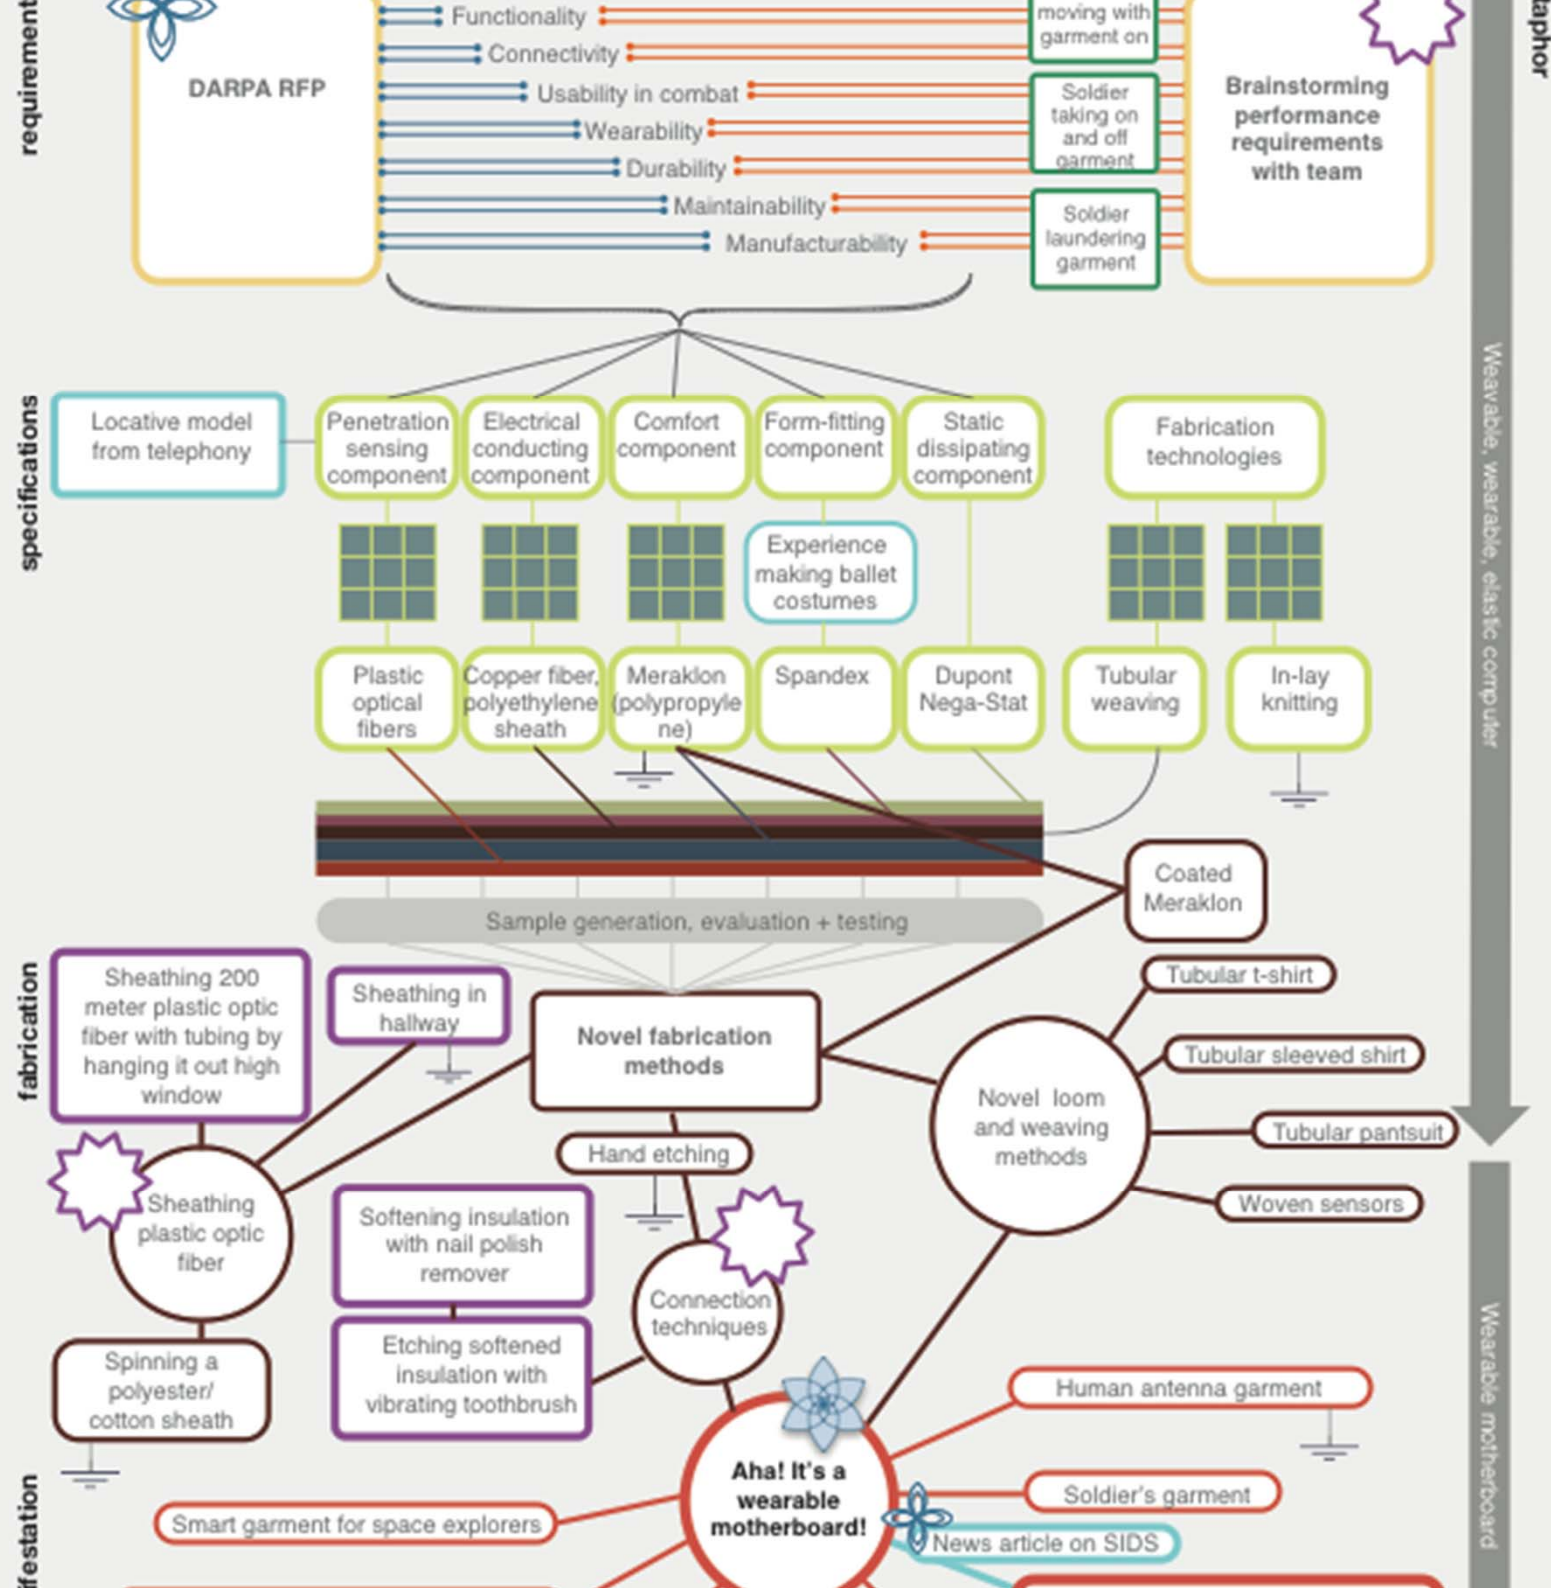 requirement
DARPA RFP
Functionality
Connectivity
Usability in combat
Wearability
Durability
Maintainability
Manufacturability
moving with
garment on
Soldier
taking on
and off
garment
Soldier
laundering
garment
Brainstorming
performance
requirements
with team
taphor
Weavable, wearable, elastic computer
specifications
Locative model
from telephony
Penetration
sensing
component
Electrical
conducting
component
Comfort
component
Form-fitting
component
Static
dissipating
component
Fabrication
technologies
Experience
making ballet
costumes
Plastic
optical
fibers
Copper fiber,
polyethylene
sheath
Meraklon
(polypropyle
ne)
Spandex
Dupont
Nega-Stat
Tubular
weaving
In-lay
knitting
Coated
Meraklon
Sample generation, evaluation + testing
fabrication
Sheathing 200
meter plastic optic
fiber with tubing by
hanging it out high
window
Sheathing in
hallway
Novel fabrication
methods
Tubular t-shirt
Tubular sleeved shirt
Tubular pantsuit
Woven sensors
Novel loom
and weaving
methods
Hand etching
Sheathing
plastic optic
fiber
Softening insulation
with nail polish
remover
Connection
techniques
Etching softened
insulation with
vibrating toothbrush
Spinning a
polyester/
cotton sheath
Wearable motherboard
ifestation
Aha! It's a
wearable
motherboard!
Human antenna garment
Soldier's garment
News article on SIDS
Smart garment for space explorers